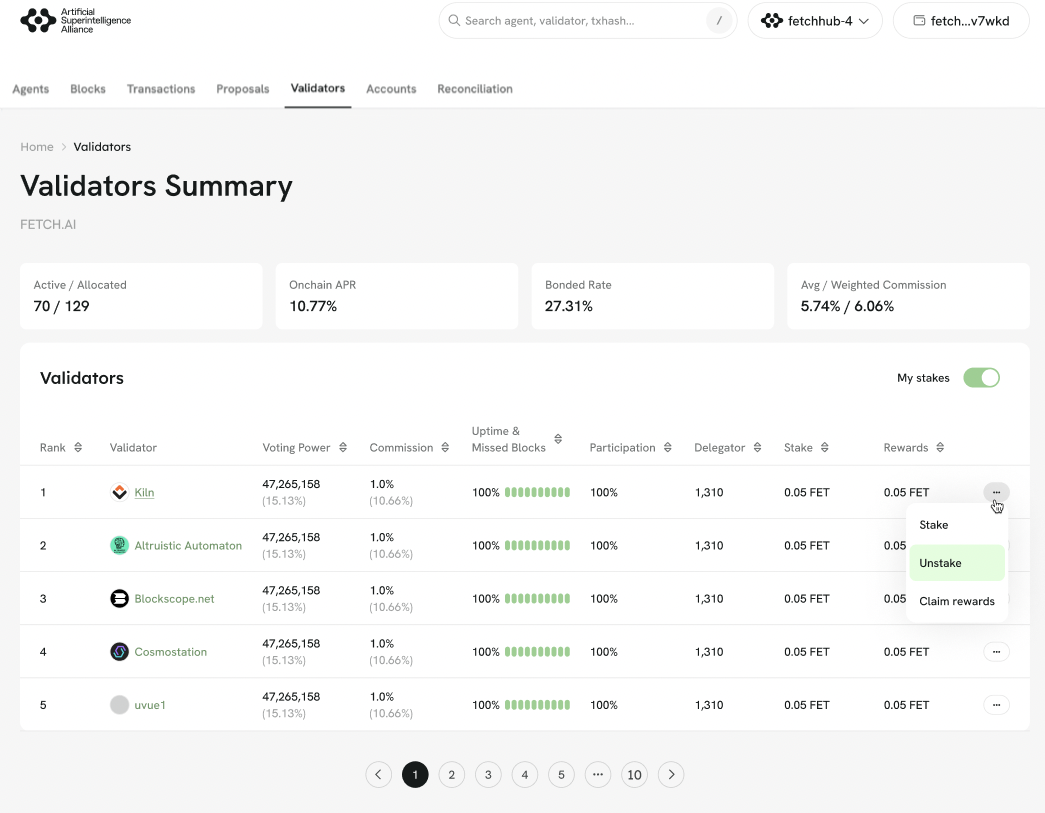 Artificial
Superintelligence
Alliance
Search agent, validator, txhash... /
fetchhub-4
fetch...v7wkd
Agents Blocks Transactions Proposals Validators Accounts Reconciliation
Home > Validators
Validators Summary
FETCH.AI
Active / Allocated
70 / 129
Onchain APR
10.77%
Bonded Rate
27.31%
Avg / Weighted Commission
5.74% / 6.06%
Validators
My stakes
Rank Validator Voting Power Commission Uptime &
Missed Blocks Participation Delegator Stake Rewards
1 Kiln 47,265,158 1.0% 100% 100% 1,310 0.05 FET 0.05 FET ...
(15.13%) (10.66%)
Stake
2 Altruistic Automaton 47,265,158 1.0% 100% 100% 1,310 0.05 FET 0.05
(15.13%) (10.66%)
Unstake
3 Blockscope.net 47,265,158 1.0% 100% 100% 1,310 0.05 FET 0.05
(15.13%) (10.66%)
Claim rewards
4 Cosmostation 47,265,158 1.0% 100% 100% 1,310 0.05 FET 0.05 FET ...
(15.13%) (10.66%)
5 uvue1 47,265,158 1.0% 100% 100% 1,310 0.05 FET 0.05 FET ...
(15.13%) (10.66%)
< 1 2 3 4 5 ... 10 >